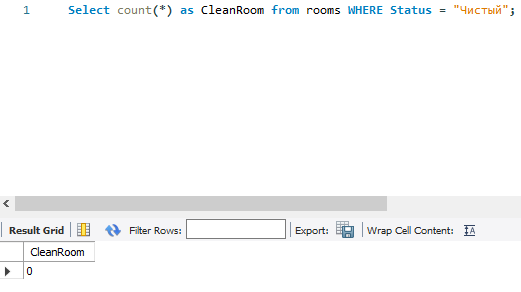 1 Select count(*) as CleanRoom from rooms WHERE Status = "Чистый";
Result Grid Filter Rows: Export: Wrap Cell Content:
CleanRoom
0